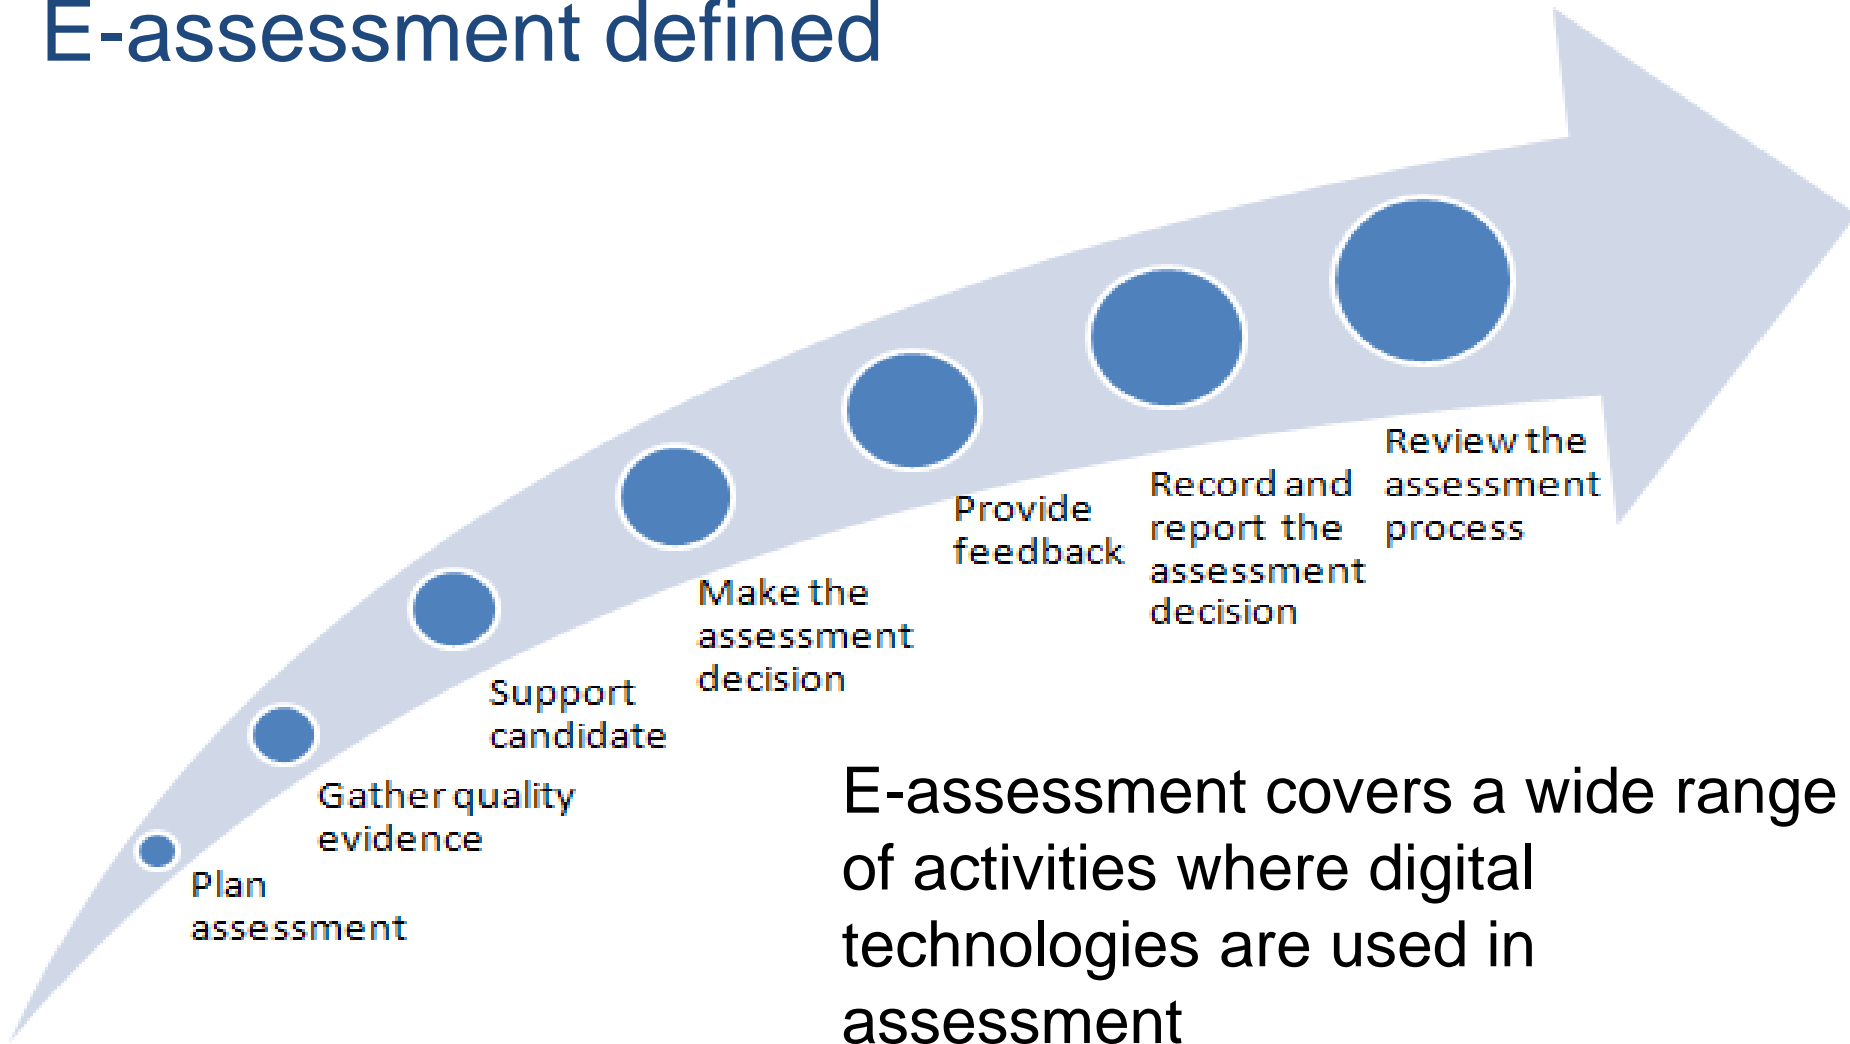 E-assessment defined
Plan
assessment
Gather quality
evidence
Support
candidate
Make the
assessment
decision
Provide
feedback
Record and
report the
assessment
decision
Review the
assessment
process
E-assessment covers a wide range
of activities where digital
technologies are used in
assessment